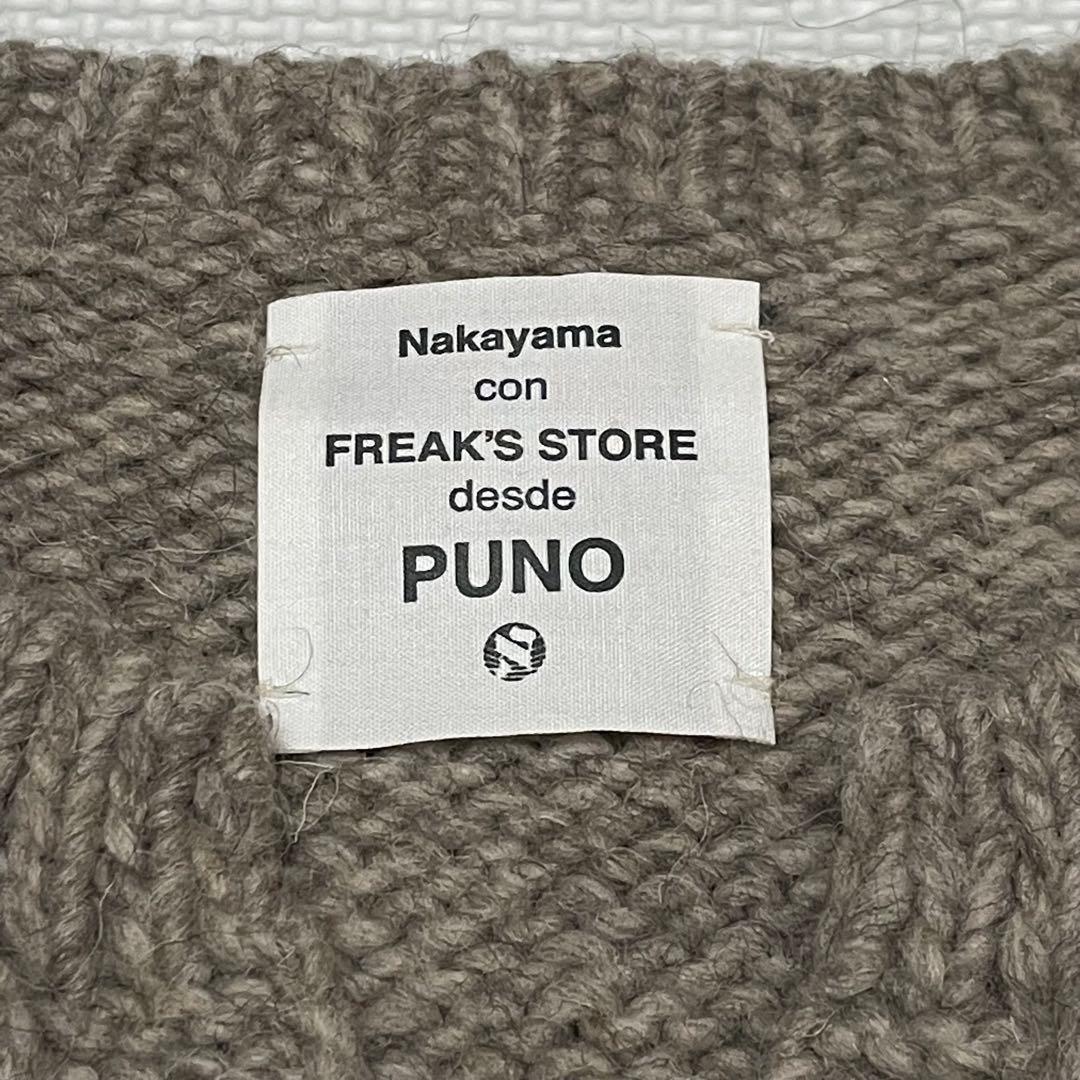 Nakayama
con
FREAK'S STORE
desde
PUNO